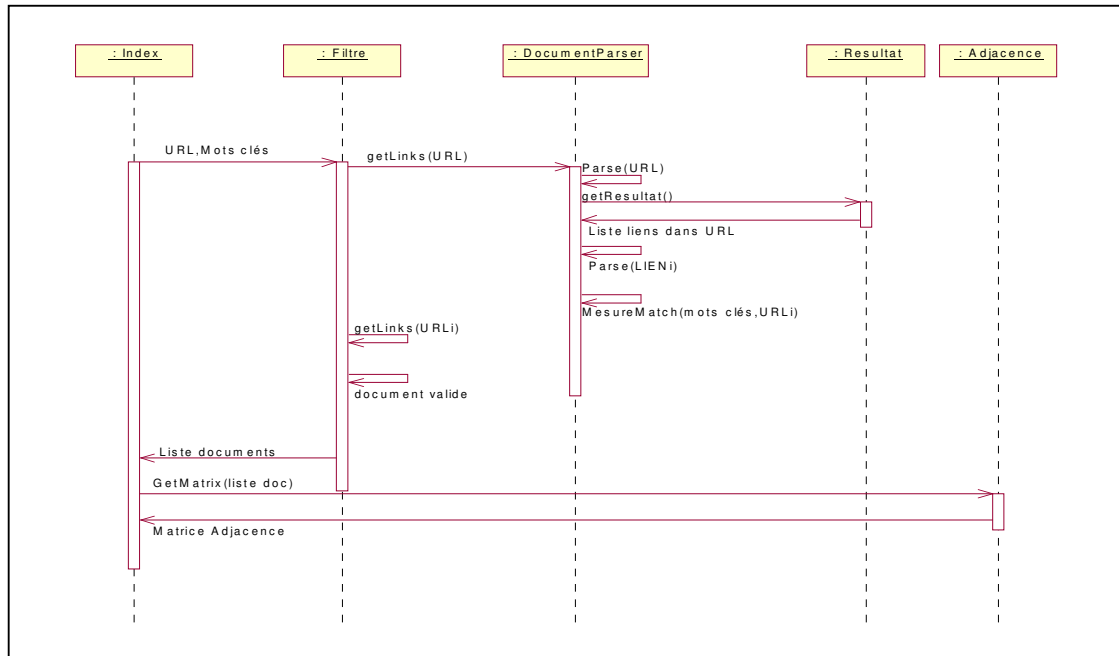 : Index
: Filtre
: DocumentParser
: Resultat
: Adjacence
URL,Mots clés
getLinks(URL)
Parse(URL)
getResultat()
Liste liens dans URL
Parse(LIENi)
MesureMatch(mots clés,URLi)
getLinks(URLi)
document valide
Liste documents
GetMatrix(liste doc)
Matrice Adjacence